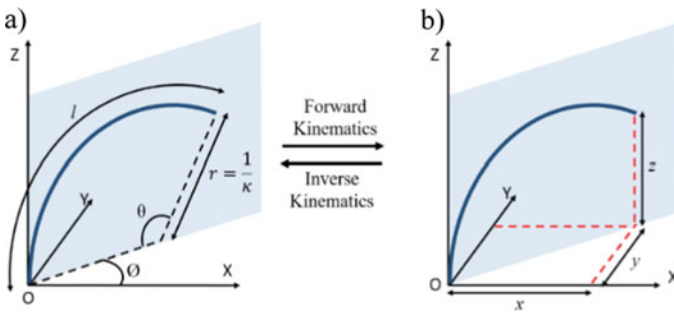 a)
Z
l
Y
r = 1/κ
θ
Ø
O
X
Forward
Kinematics
Inverse
Kinematics
b)
Z
Y
z
y
O
x
X